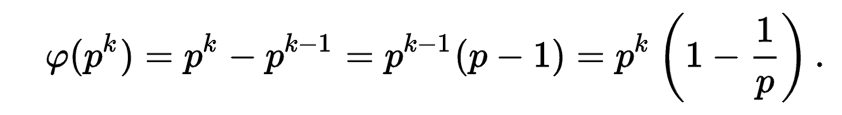 φ(p^k) = p^k − p^{k−1} = p^{k−1}(p − 1) = p^k (1 − 1/p).